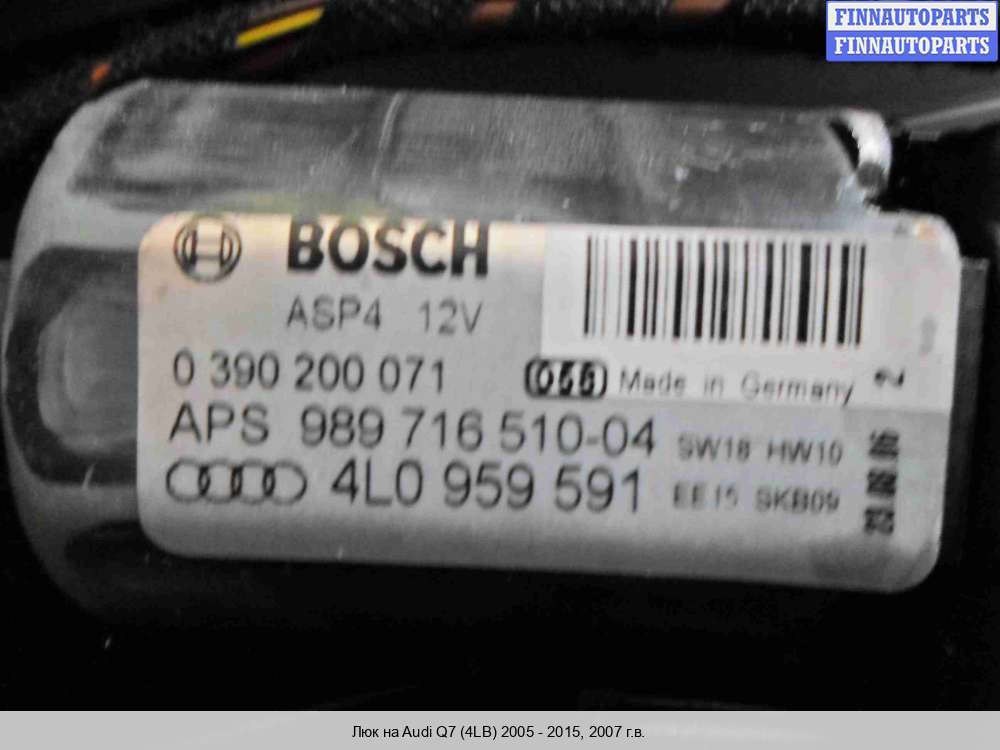 FINNAUTOPARTS
FINNAUTOPARTS
BOSCH
ASP4 12V
0 390 200 071
Made in Germany
2
APS 989 716 510-04
SW18 HW10
4L0 959 591
EE15 SKB09
Люк на Audi Q7 (4LB) 2005 - 2015, 2007 г.в.